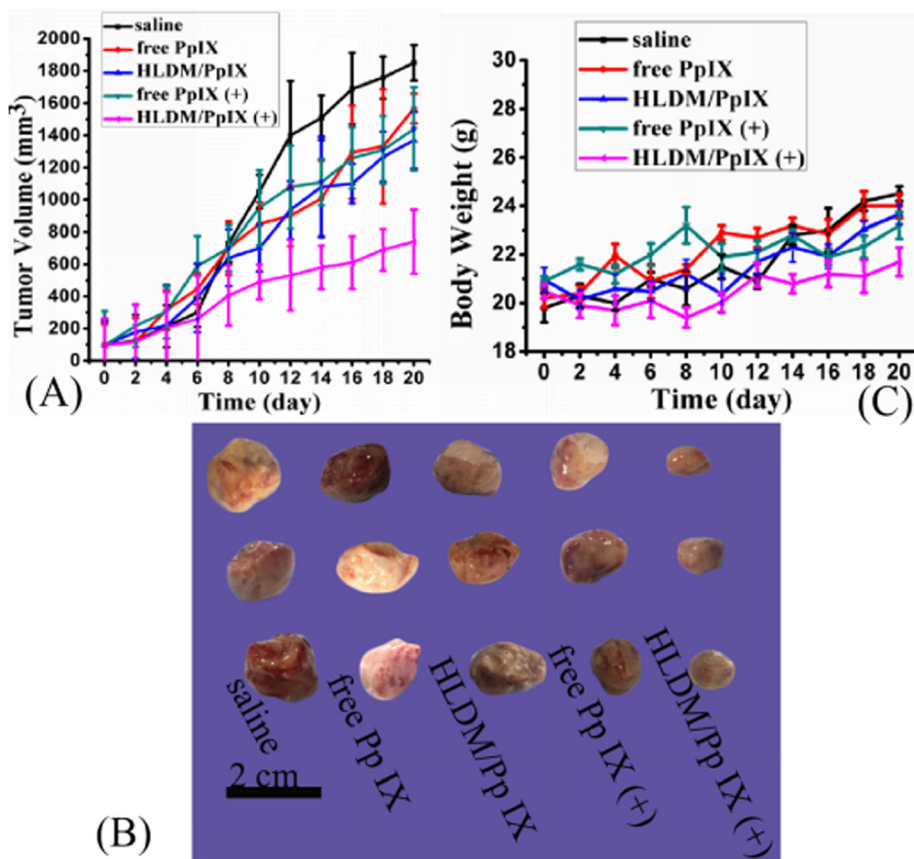 saline
free PpIX
HLDM/PpIX
free PpIX (+)
HLDM/PpIX (+)
Tumor Volume (mm3)
2000
1800
1600
1400
1200
1000
800
600
400
200
0
0 2 4 6 8 10 12 14 16 18 20
Time (day)
(A)
saline
free PpIX
HLDM/PpIX
free PpIX (+)
HLDM/PpIX (+)
Body Weight (g)
30
28
26
24
22
20
18
0 2 4 6 8 10 12 14 16 18 20
Time (day)
(C)
saline
free Pp IX
HLDM/Pp IX
free Pp IX (+)
HLDM/Pp IX (+)
2 cm
(B)